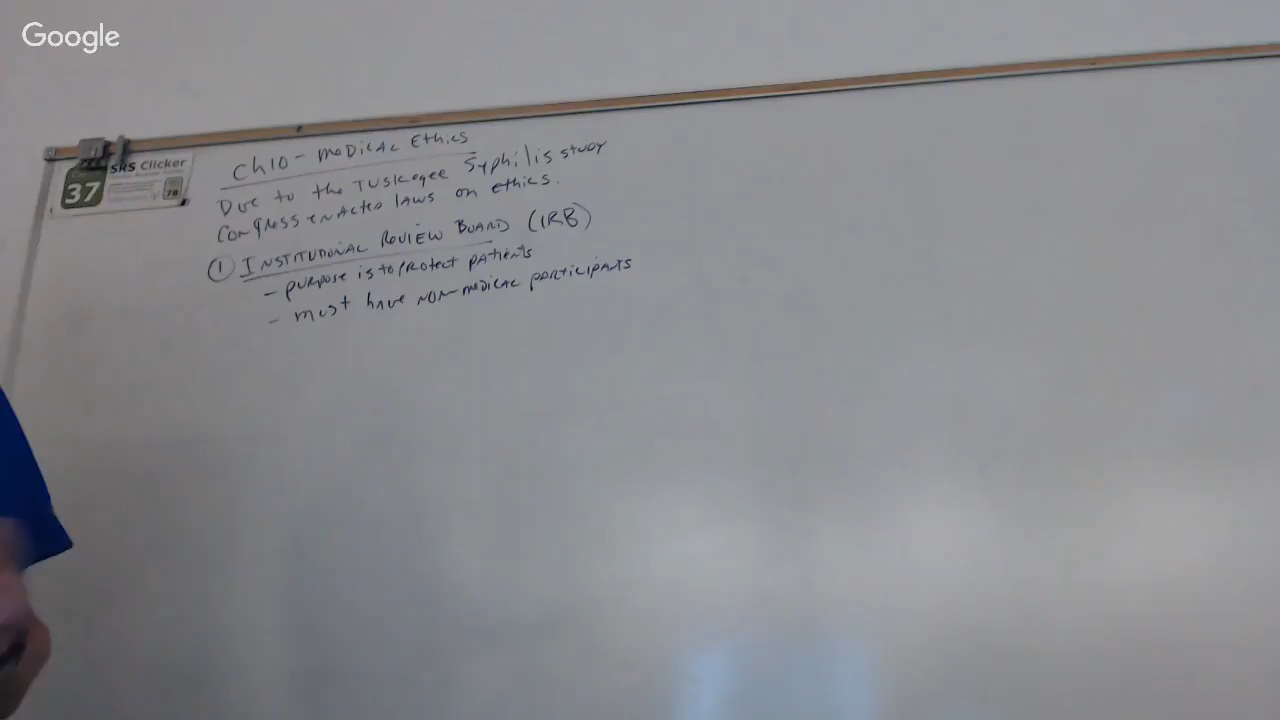 Google
SRS Clicker
37
78
Ch10 - Medical Ethics
Due to the Tuskegee Syphilis study
Congress enacted laws on ethics.
① Institutional Review Board (IRB)
- purpose is to protect patients
- must have non-medical participants